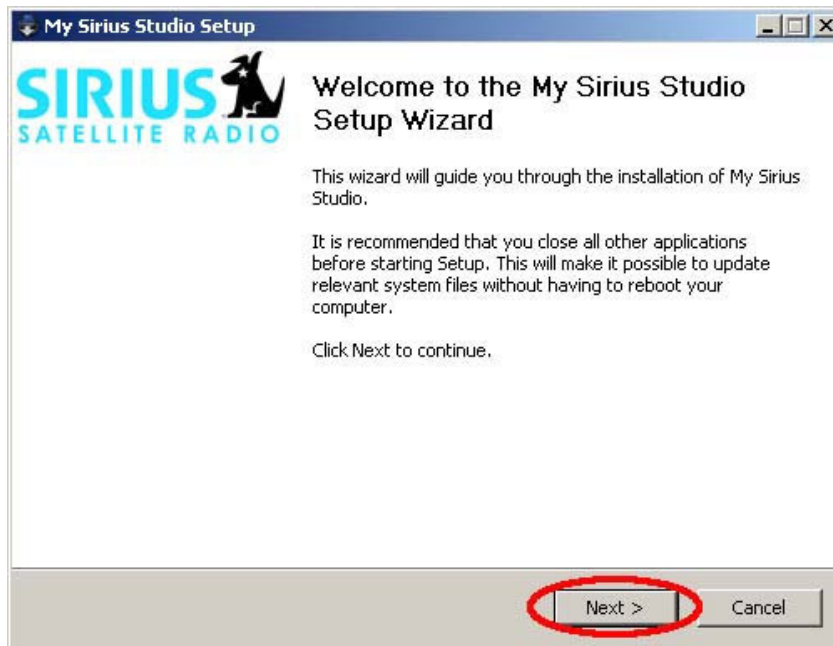 My Sirius Studio Setup
SIRIUS
SATELLITE RADIO
Welcome to the My Sirius Studio
Setup Wizard
This wizard will guide you through the installation of My Sirius
Studio.
It is recommended that you close all other applications
before starting Setup. This will make it possible to update
relevant system files without having to reboot your
computer.
Click Next to continue.
Next >
Cancel